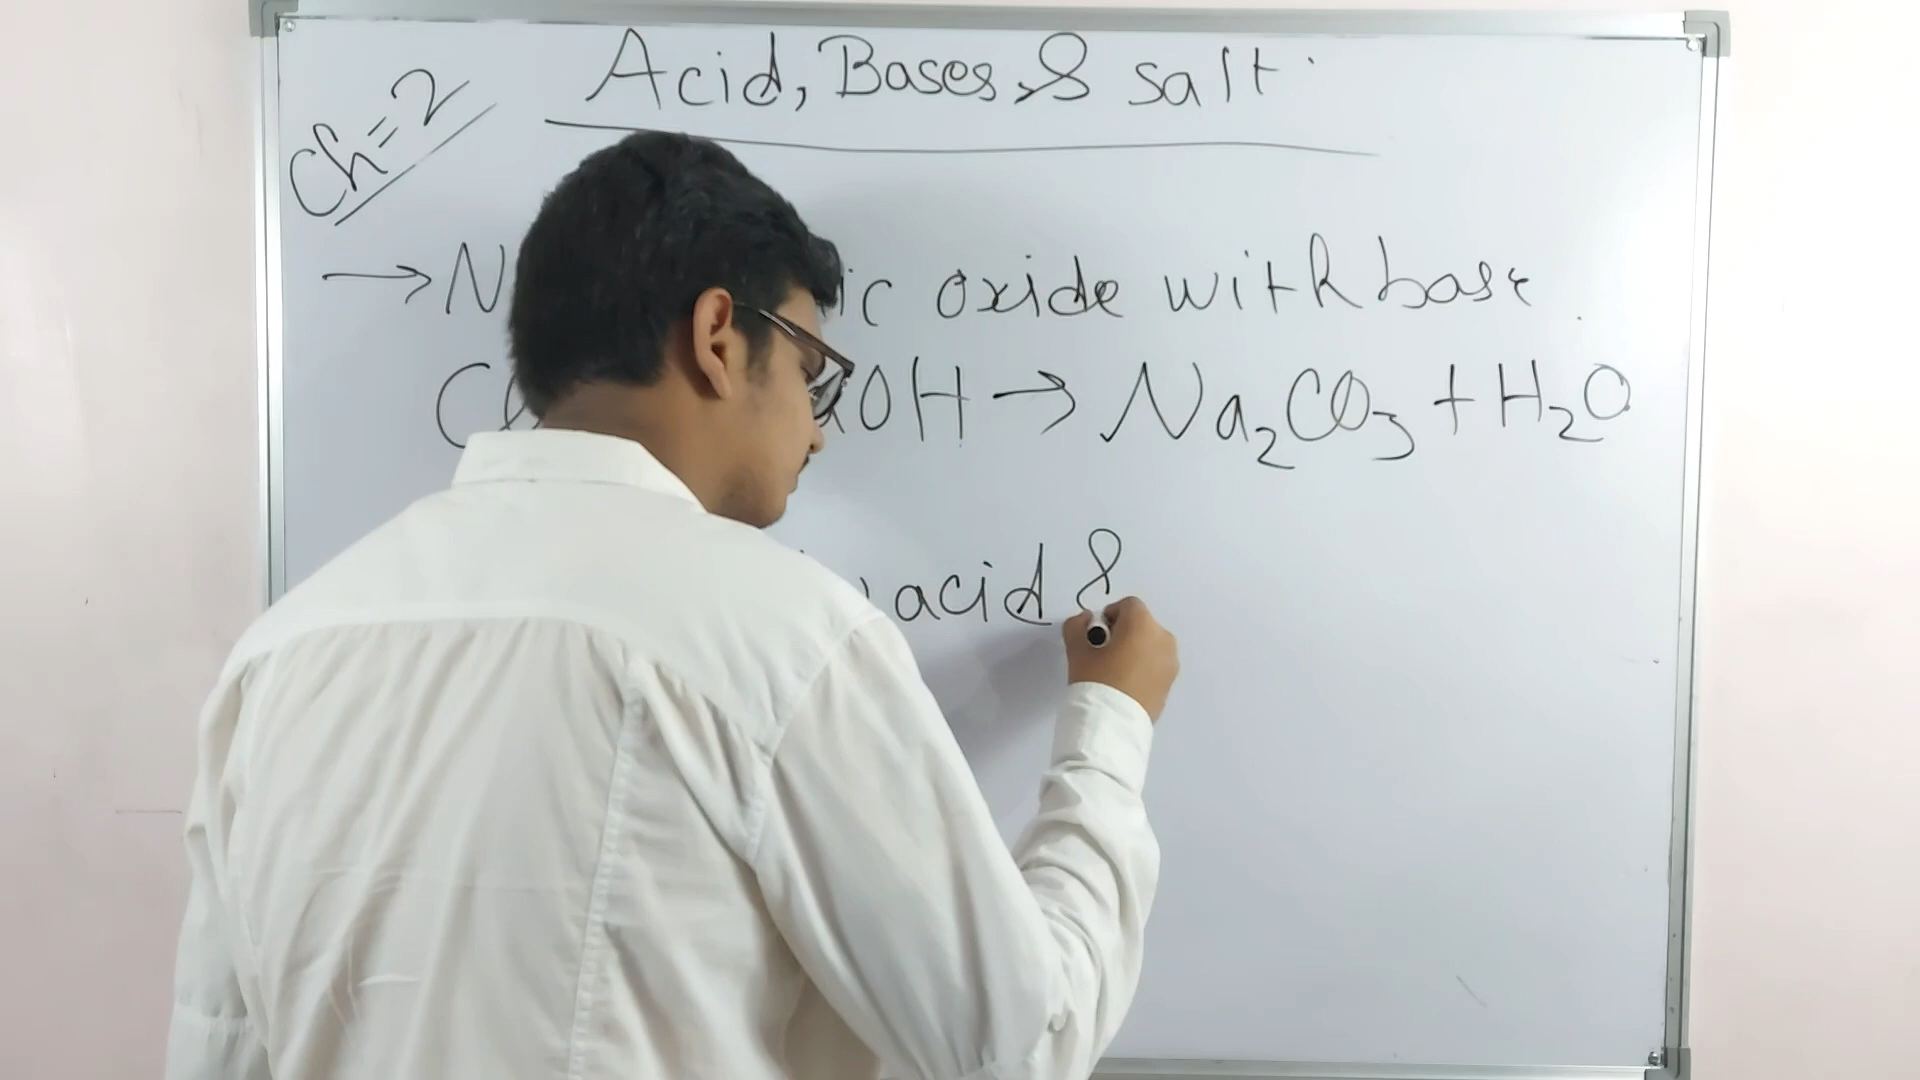 Ch=2
Acid, Bases, & salt
→ ic oxide with base.
OH → Na₂CO₃ + H₂O
acid &